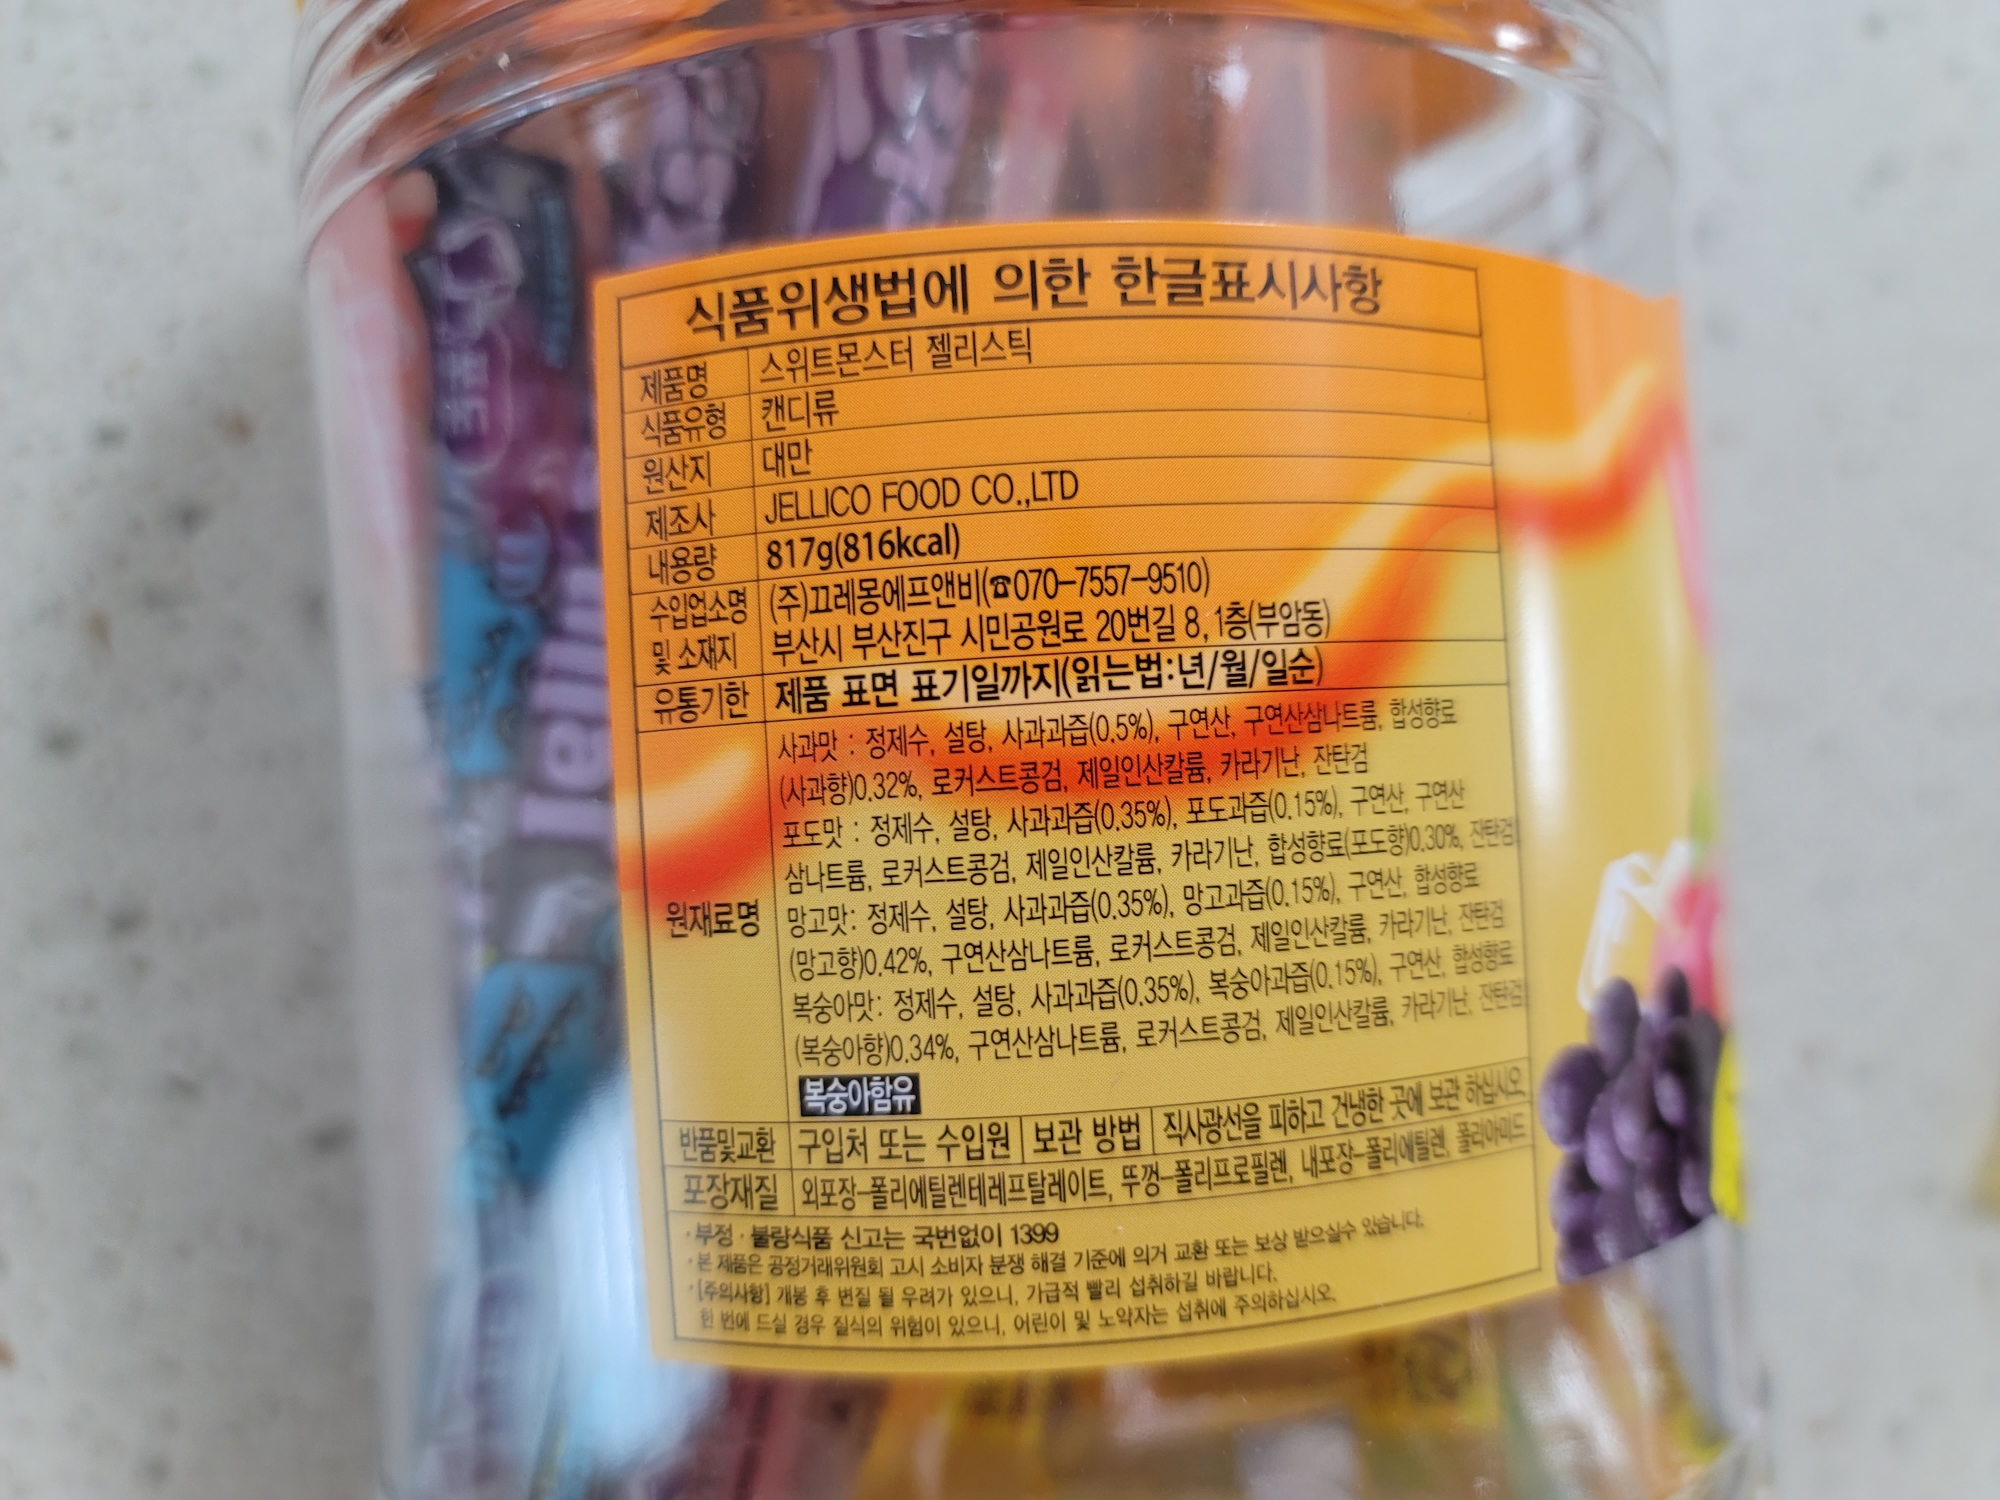 식품위생법에 의한 한글표시사항
제품명 스위트몬스터 젤리스틱
식품유형 캔디류
원산지 대만
제조사 JELLICO FOOD CO.,LTD
내용량 817g(816kcal)
수입업소명 및 소재지 (주)끄레몽에프앤비(☎070-7557-9510)
부산시 부산진구 시민공원로 20번길 8, 1층(부암동)
유통기한 제품 표면 표기일까지(읽는법:년/월/일순)
원재료명
사과맛 : 정제수, 설탕, 사과과즙(0.5%), 구연산, 구연산삼나트륨, 합성향료
(사과향)0.32%, 로커스트콩검, 제일인산칼륨, 카라기난, 잔탄검
포도맛 : 정제수, 설탕, 사과과즙(0.35%), 포도과즙(0.15%), 구연산, 구연산
삼나트륨, 로커스트콩검, 제일인산칼륨, 카라기난, 합성향료(포도향)0.30%, 잔탄검
망고맛: 정제수, 설탕, 사과과즙(0.35%), 망고과즙(0.15%), 구연산, 합성향료
(망고향)0.42%, 구연산삼나트륨, 로커스트콩검, 제일인산칼륨, 카라기난, 잔탄검
복숭아맛: 정제수, 설탕, 사과과즙(0.35%), 복숭아과즙(0.15%), 구연산, 합성향료
(복숭아향)0.34%, 구연산삼나트륨, 로커스트콩검, 제일인산칼륨, 카라기난, 잔탄검
복숭아함유
반품및교환 구입처 또는 수입원 보관 방법 직사광선을 피하고 건냉한 곳에 보관 하십시오
포장재질 외포장-폴리에틸렌테레프탈레이트, 뚜껑-폴리프로필렌, 내포장-폴리에틸렌, 폴리아미드
·부정·불량식품 신고는 국번없이 1399
·본 제품은 공정거래위원회 고시 소비자 분쟁 해결 기준에 의거 교환 또는 보상 받으실수 있습니다.
·[주의사항] 개봉 후 변질 될 우려가 있으니, 가급적 빨리 섭취하길 바랍니다.
한 번에 드실 경우 질식의 위험이 있으니, 어린이 및 노약자는 섭취에 주의하십시오.